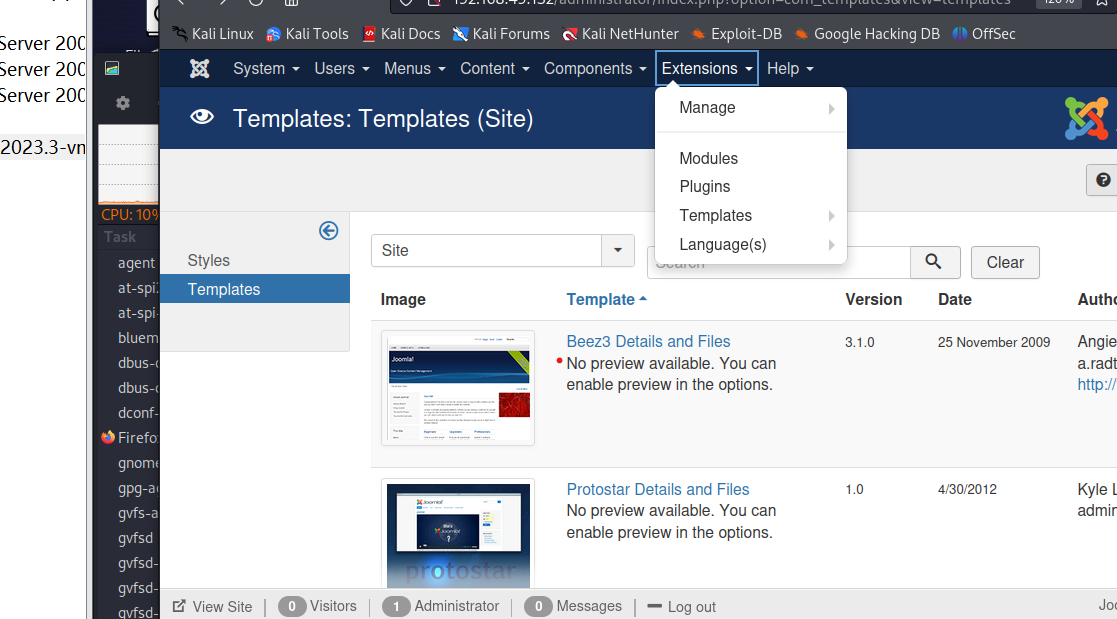 192.168.49.152/administrator/index.php?option=com_templates&view=templates
120%
Kali Linux Kali Tools Kali Docs Kali Forums Kali NetHunter Exploit-DB Google Hacking DB OffSec
Server 200
Server 200
Server 200
2023.3-vm
System Users Menus Content Components Extensions Help
Templates: Templates (Site)
Manage
Modules
Plugins
Templates
Language(s)
CPU: 10%
Task
agent
at-spi2
at-spi-
bluem
dbus-
dbus-
dconf-
Firefo
gnome
gpg-a
gvfs-a
gvfsd
gvfsd-
gvfsd-
gvfsd-
Styles
Templates
Site
Search
Clear
Image Template Version Date Autho
Beez3 Details and Files 3.1.0 25 November 2009 Angie
No preview available. You can a.radt
enable preview in the options. http://
Joomla!
Protostar Details and Files 1.0 4/30/2012 Kyle L
No preview available. You can admin
enable preview in the options.
Joomla!
protostar
View Site 0 Visitors 1 Administrator 0 Messages Log out Joo